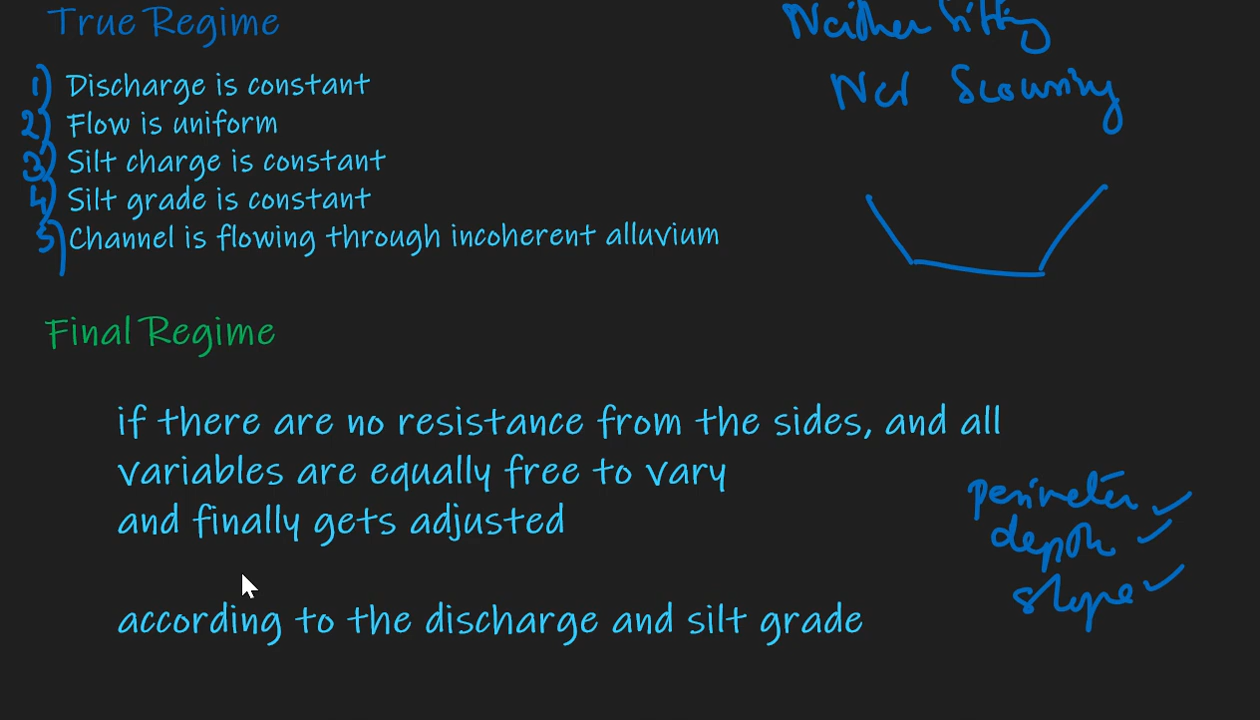 True Regime
Neither Silting
Nor Scouring
1) Discharge is constant
2) Flow is uniform
3) Silt charge is constant
4) Silt grade is constant
5) Channel is flowing through incoherent alluvium
Final Regime
if there are no resistance from the sides, and all
variables are equally free to vary
and finally gets adjusted
according to the discharge and silt grade
perimeter
depth
slope